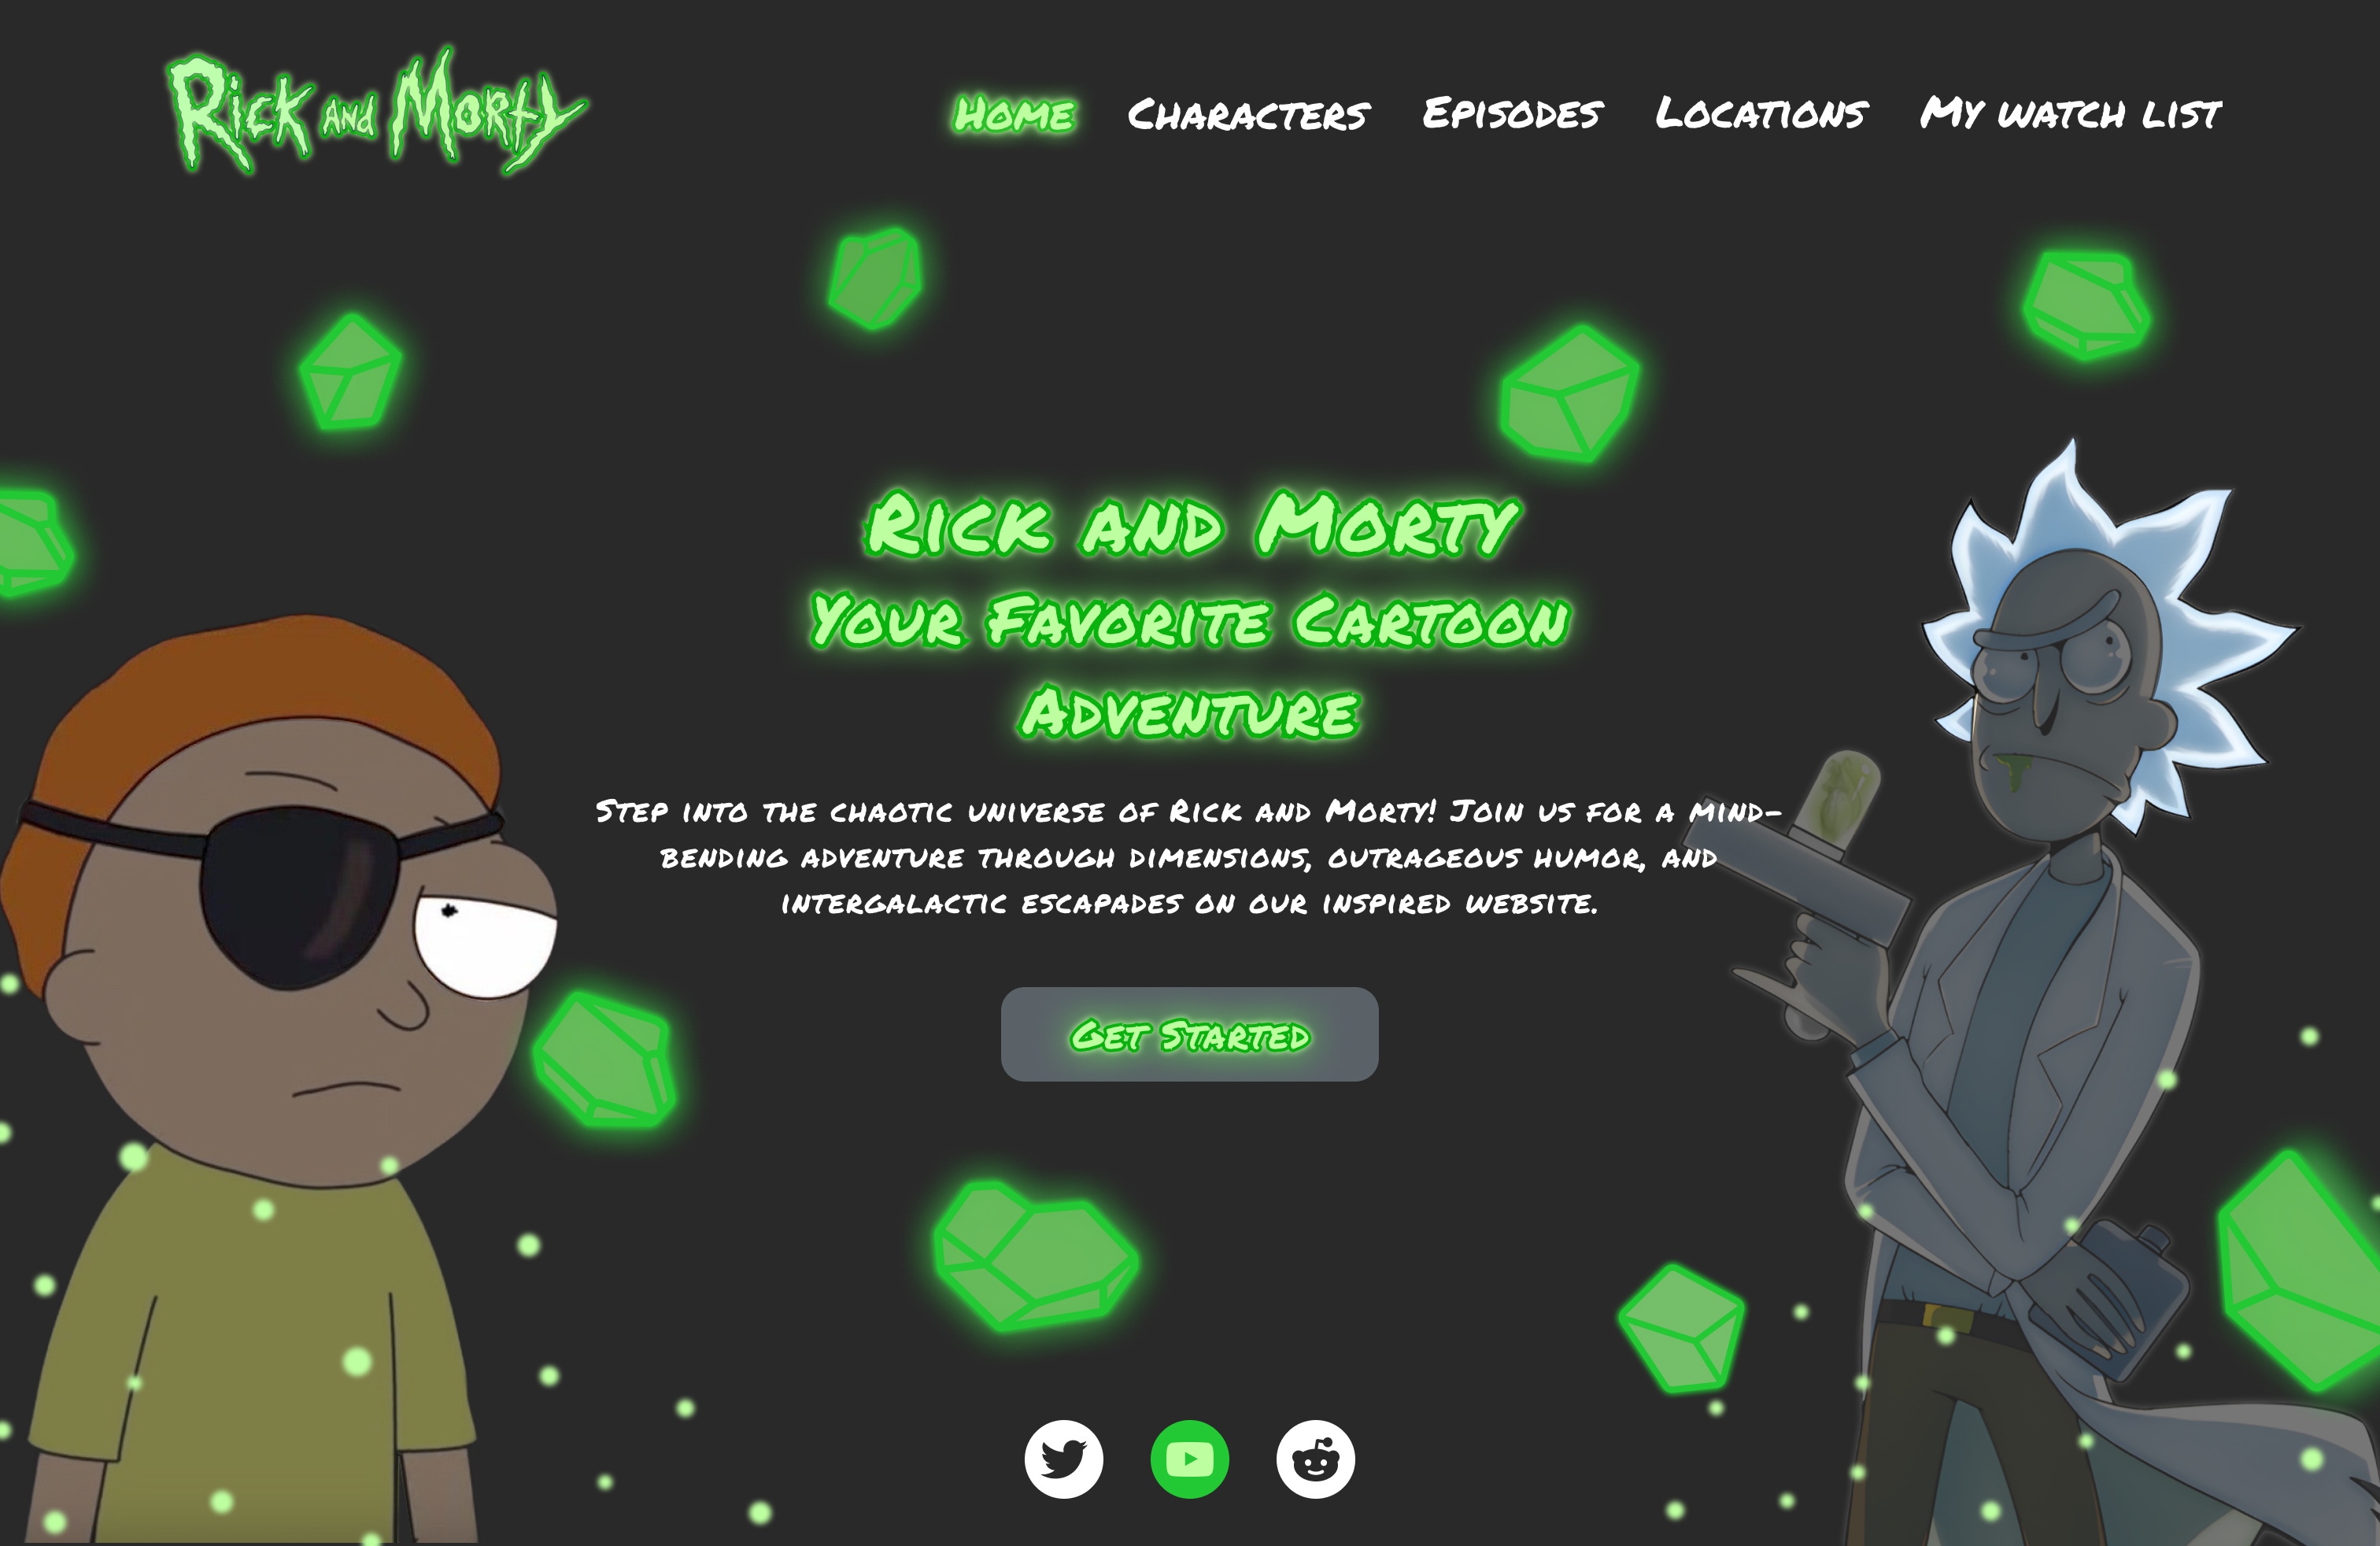 Rick and Morty
Home Characters Episodes Locations My watch list
Rick and Morty
Your Favorite Cartoon
Adventure
Step into the chaotic universe of Rick and Morty! Join us for a mind-
bending adventure through dimensions, outrageous humor, and
intergalactic escapades on our inspired website.
Get Started